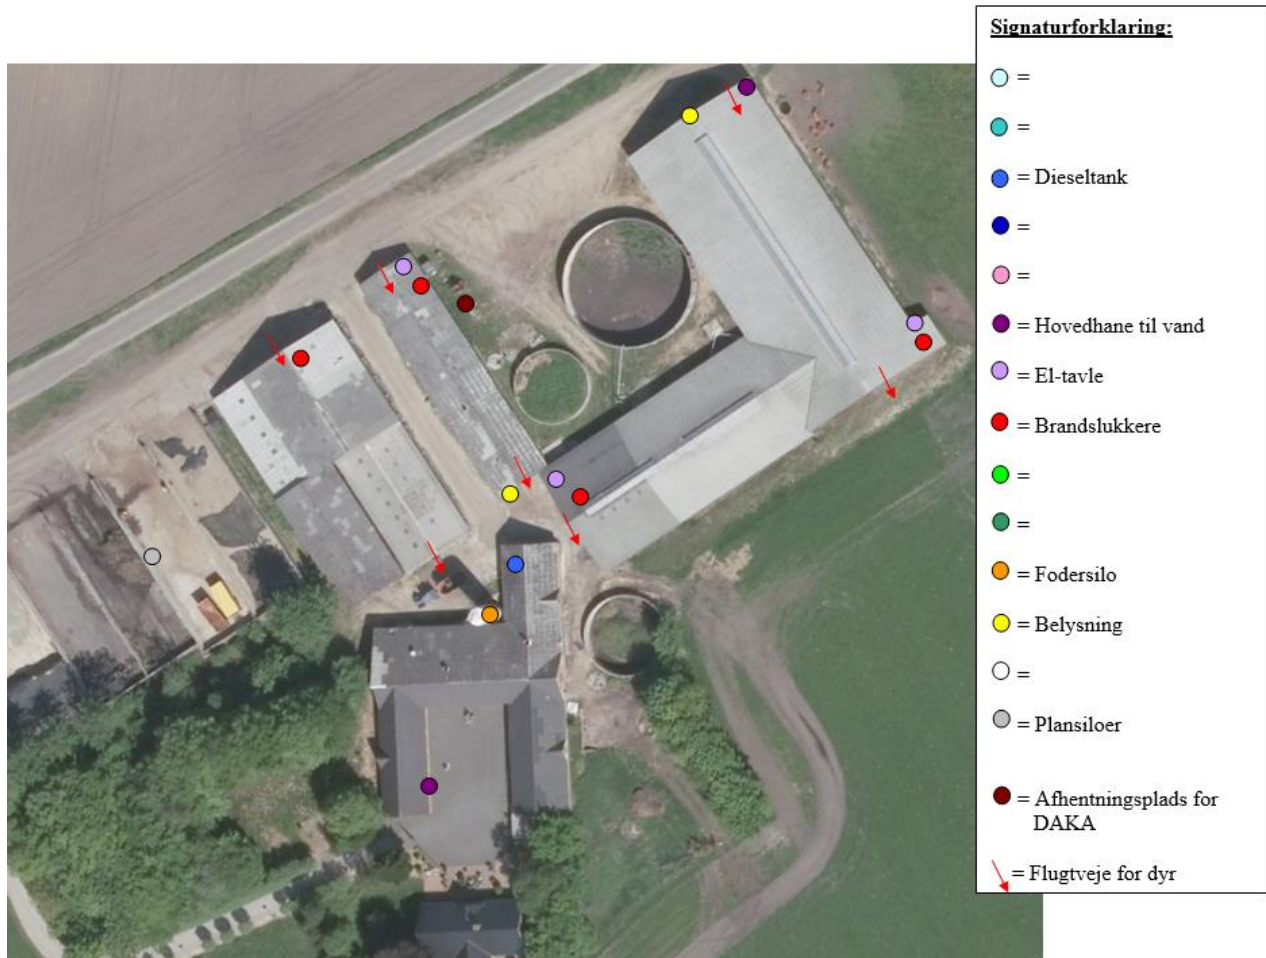 Signaturforklaring:
=
=
= Dieseltank
=
=
= Hovedhane til vand
= El-tavle
= Brandslukkere
=
=
= Fodersilo
= Belysning
=
= Plansiloer
= Afhentningsplads for
DAKA
= Flugtveje for dyr